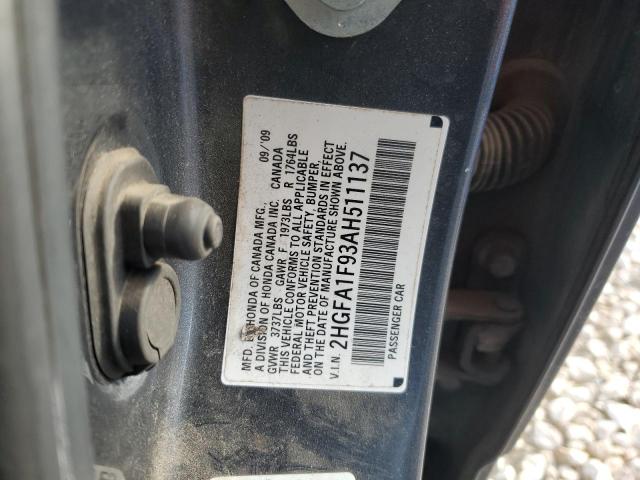 MFD. BY HONDA OF CANADA MFG. 09/'09
A DIVISION OF HONDA CANADA INC. CANADA
GVWR 3737LBS GAWR F 1973LBS R 1764LBS
THIS VEHICLE CONFORMS TO ALL APPLICABLE
FEDERAL MOTOR VEHICLE SAFETY, BUMPER,
AND THEFT PREVENTION STANDARDS IN EFFECT
ON THE DATE OF MANUFACTURE SHOWN ABOVE.
V.I.N. 2HGFA1F93AH511137
PASSENGER CAR